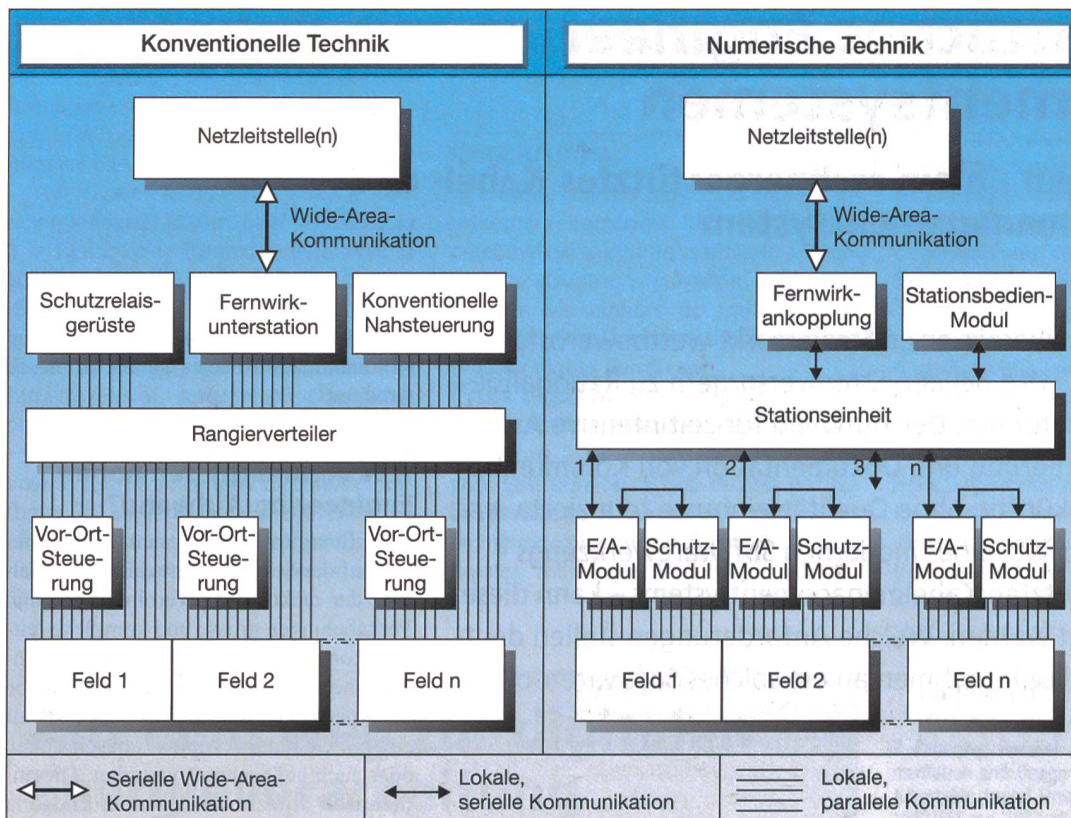 Konventionelle Technik
Netzleitstelle(n)
Wide-Area-
Kommunikation
Schutzrelais-
gerüste
Fernwirk-
unterstation
Konventionelle
Nahsteuerung
Rangierverteiler
Vor-Ort-
Steue-
rung
Vor-Ort-
Steue-
rung
Vor-Ort-
Steue-
rung
Feld 1
Feld 2
Feld n
Numerische Technik
Netzleitstelle(n)
Wide-Area-
Kommunikation
Fernwirk-
ankopplung
Stationsbedien-
Modul
Stationseinheit
1
2
3
n
E/A-
Modul
Schutz-
Modul
E/A-
Modul
Schutz-
Modul
E/A-
Modul
Schutz-
Modul
Feld 1
Feld 2
Feld n
Serielle Wide-Area-
Kommunikation
Lokale,
serielle Kommunikation
Lokale,
parallele Kommunikation